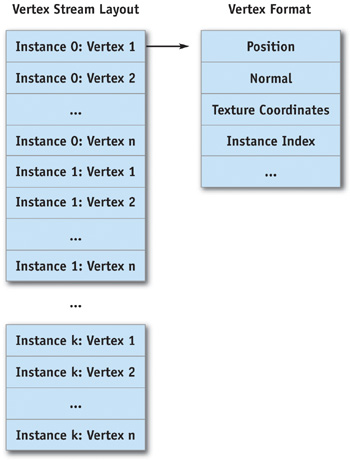 Vertex Stream Layout
Instance 0: Vertex 1
Instance 0: Vertex 2
...
Instance 0: Vertex n
Instance 1: Vertex 1
Instance 1: Vertex 2
...
Instance 1: Vertex n
...
Instance k: Vertex 1
Instance k: Vertex 2
...
Instance k: Vertex n
Vertex Format
Position
Normal
Texture Coordinates
Instance Index
...